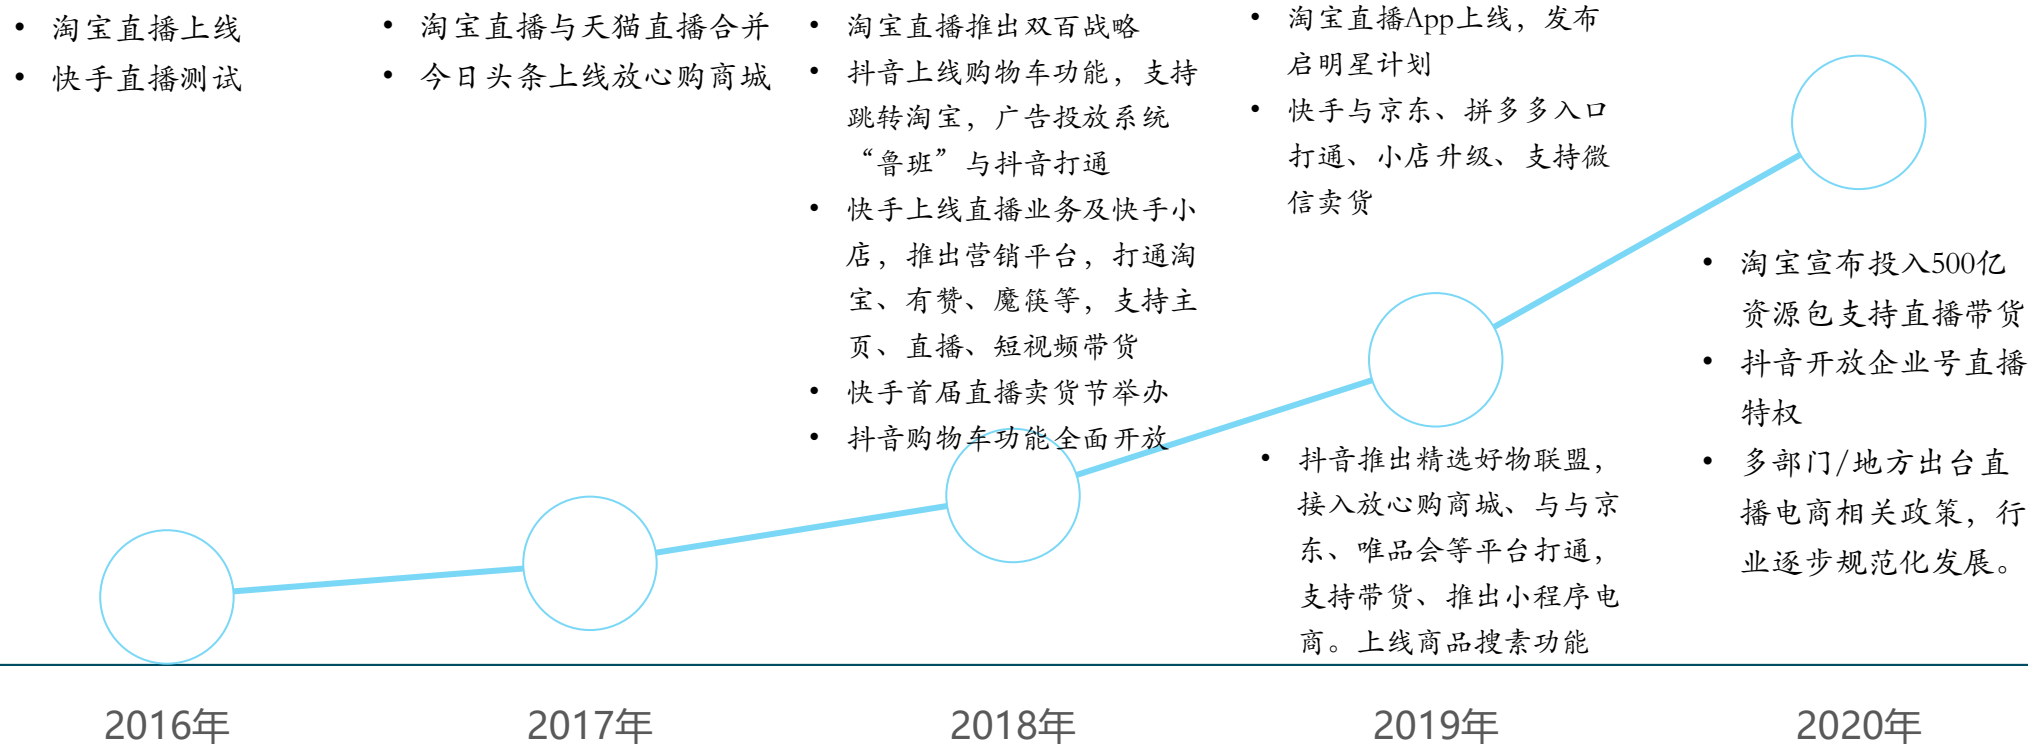 • 淘宝直播上线
• 快手直播测试
• 淘宝直播与天猫直播合并
• 今日头条上线放心购商城
• 淘宝直播推出双百战略
• 抖音上线购物车功能，支持
跳转淘宝，广告投放系统
“鲁班”与抖音打通
• 快手上线直播业务及快手小
店，推出营销平台，打通淘
宝、有赞、魔筷等，支持主
页、直播、短视频带货
• 快手首届直播卖货节举办
• 抖音购物车功能全面开放
• 淘宝直播App上线，发布
启明星计划
• 快手与京东、拼多多入口
打通、小店升级、支持微
信卖货
• 抖音推出精选好物联盟，
接入放心购商城、与与京
东、唯品会等平台打通，
支持带货、推出小程序电
商。上线商品搜素功能
• 淘宝宣布投入500亿
资源包支持直播带货
• 抖音开放企业号直播
特权
• 多部门/地方出台直
播电商相关政策，行
业逐步规范化发展。
2016年
2017年
2018年
2019年
2020年